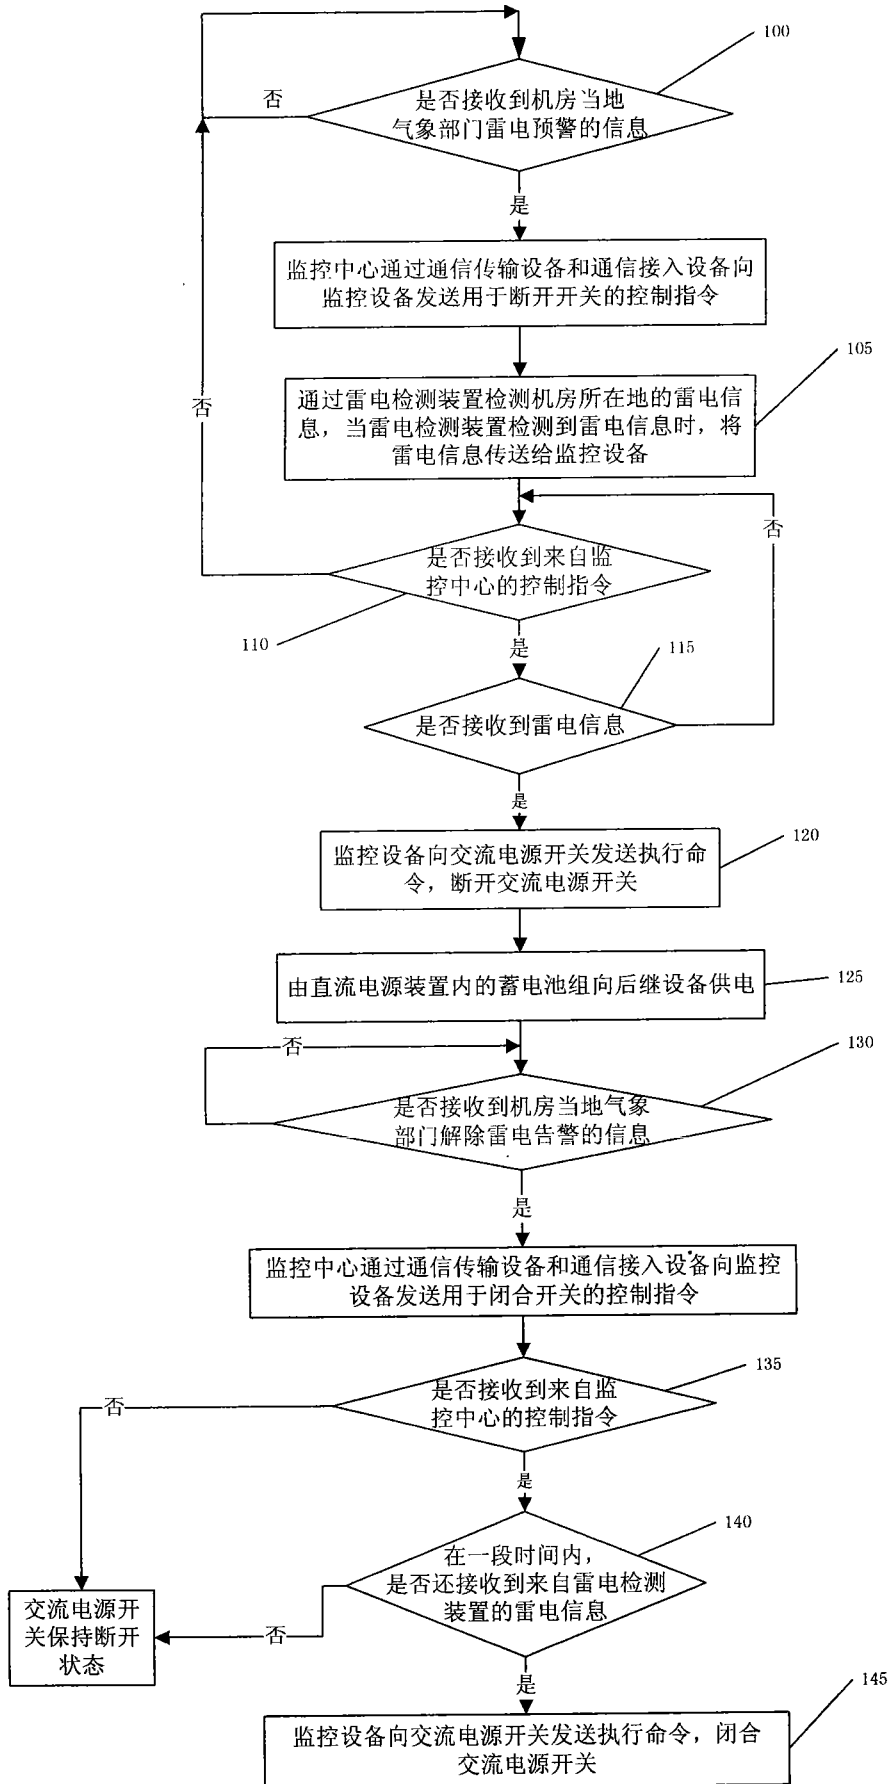 100
是否接收到机房当地
气象部门雷电预警的信息
否
是
监控中心通过通信传输设备和通信接入设备向
监控设备发送用于断开开关的控制指令
105
通过雷电检测装置检测机房所在地的雷电信
息，当雷电检测装置检测到雷电信息时，将
雷电信息传送给监控设备
否
否
是否接收到来自监
控中心的控制指令
110
是
115
是否接收到雷电信息
是
120
监控设备向交流电源开关发送执行命
令，断开交流电源开关
125
由直流电源装置内的蓄电池组向后继设备供电
否
130
是否接收到机房当地气象
部门解除雷电告警的信息
是
监控中心通过通信传输设备和通信接入设备向监控
设备发送用于闭合开关的控制指令
135
是否接收到来自监
控中心的控制指令
否
是
140
在一段时间内，
是否还接收到来自雷电检测
装置的雷电信息
否
交流电源开
关保持断开
状态
是
145
监控设备向交流电源开关发送执行命令，闭合
交流电源开关